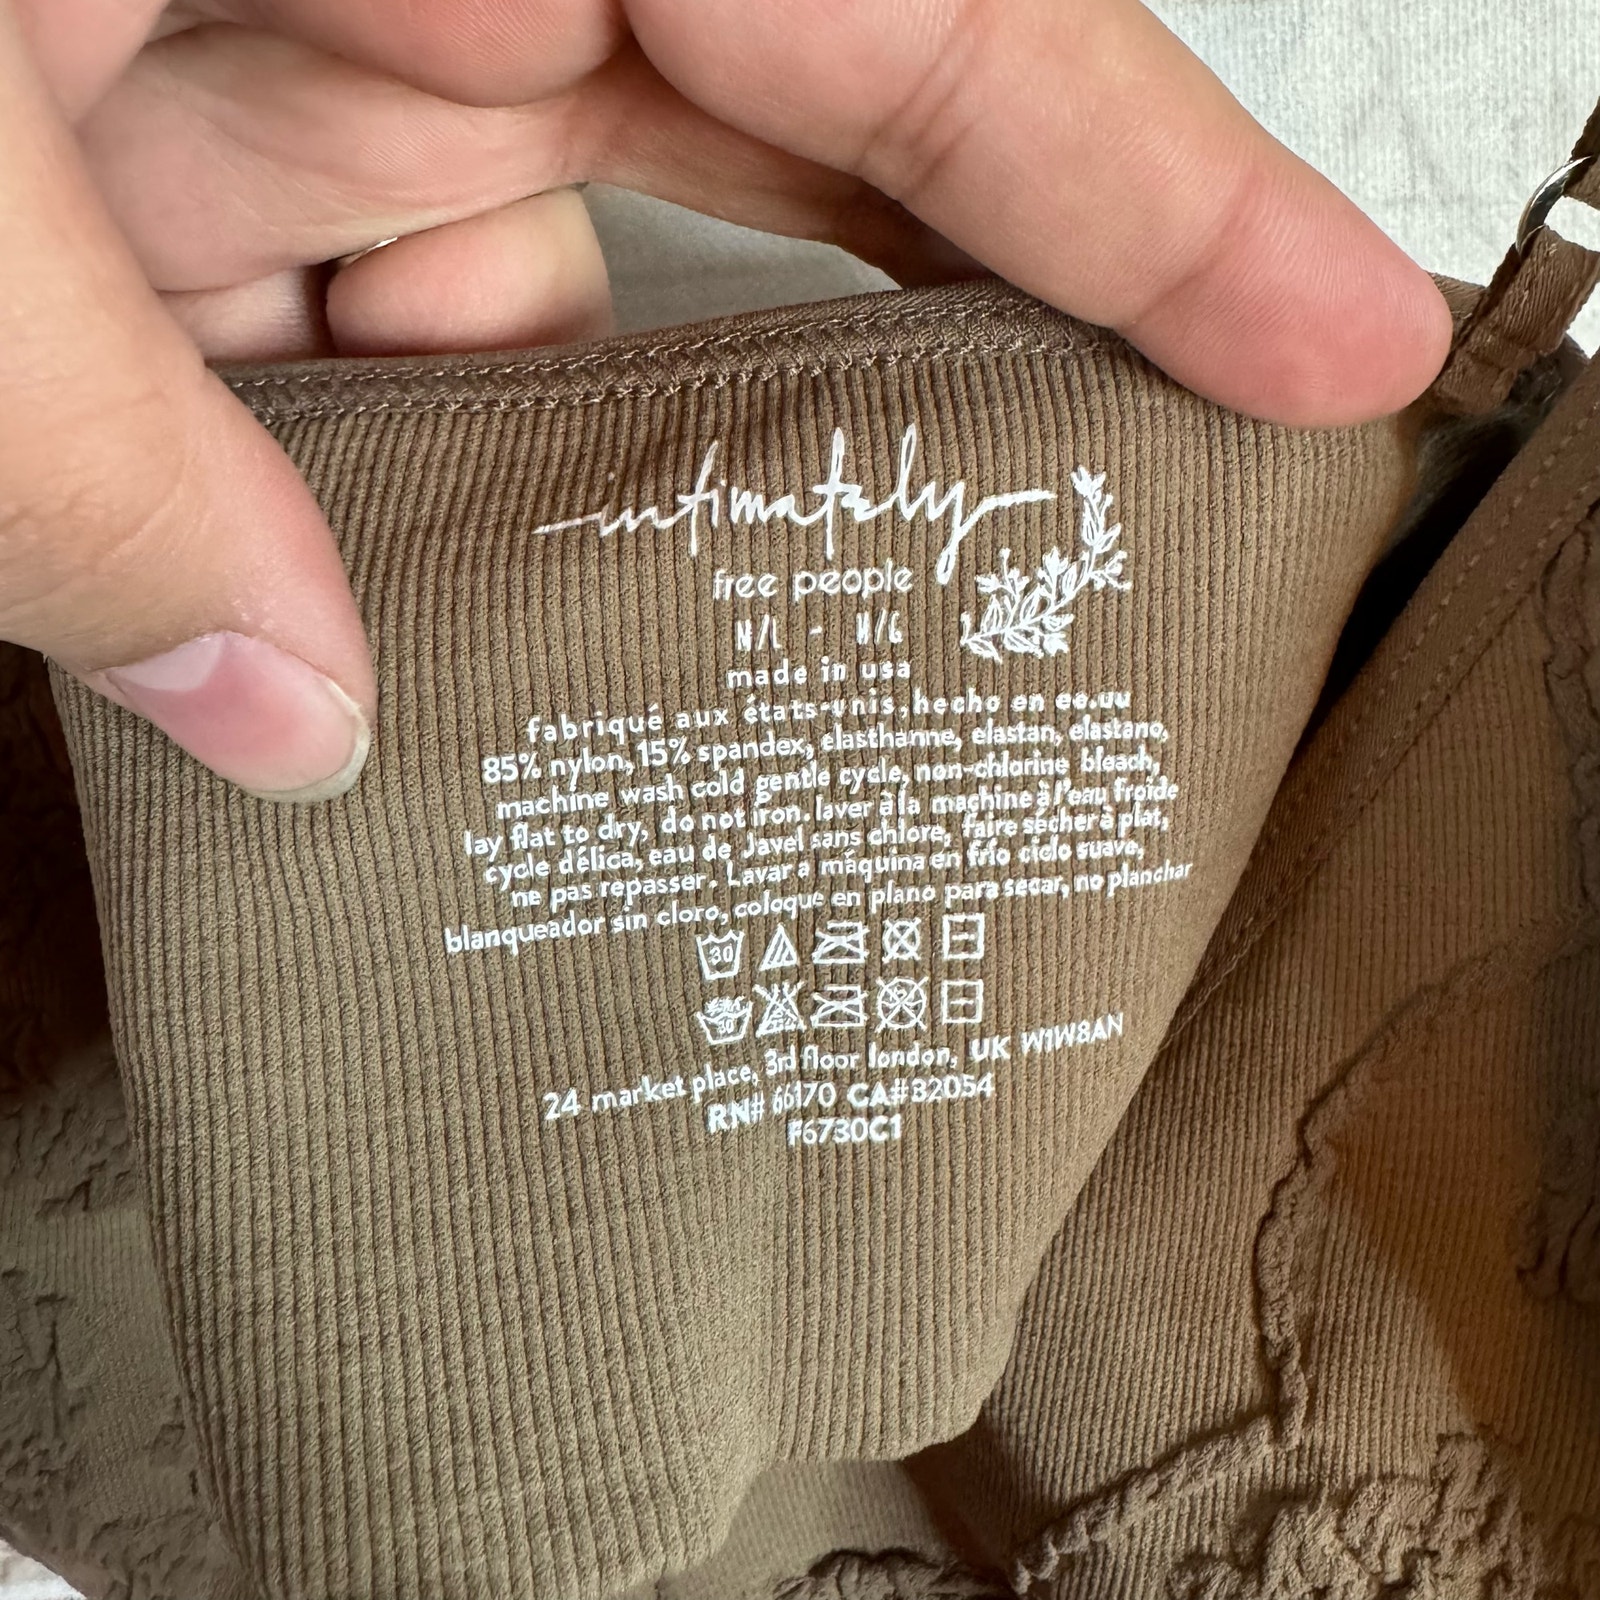 intimately
free people
M/L - M/G
made in usa
fabriqué aux états-unis, hecho en ee.uu
85% nylon, 15% spandex, élasthanne, elastan, elastano,
machine wash cold gentle cycle, non-chlorine bleach,
lay flat to dry, do not iron. laver à la machine à l'eau froide
cycle délica, eau de Javel sans chlore, faire sécher à plat,
ne pas repasser. Lavar a máquina en frío ciclo suave,
blanqueador sin cloro, coloque en plano para secar, no planchar
30
30
24 market place, 3rd floor london, UK W1W8AN
RN# 66170 CA#32054
F6730C1